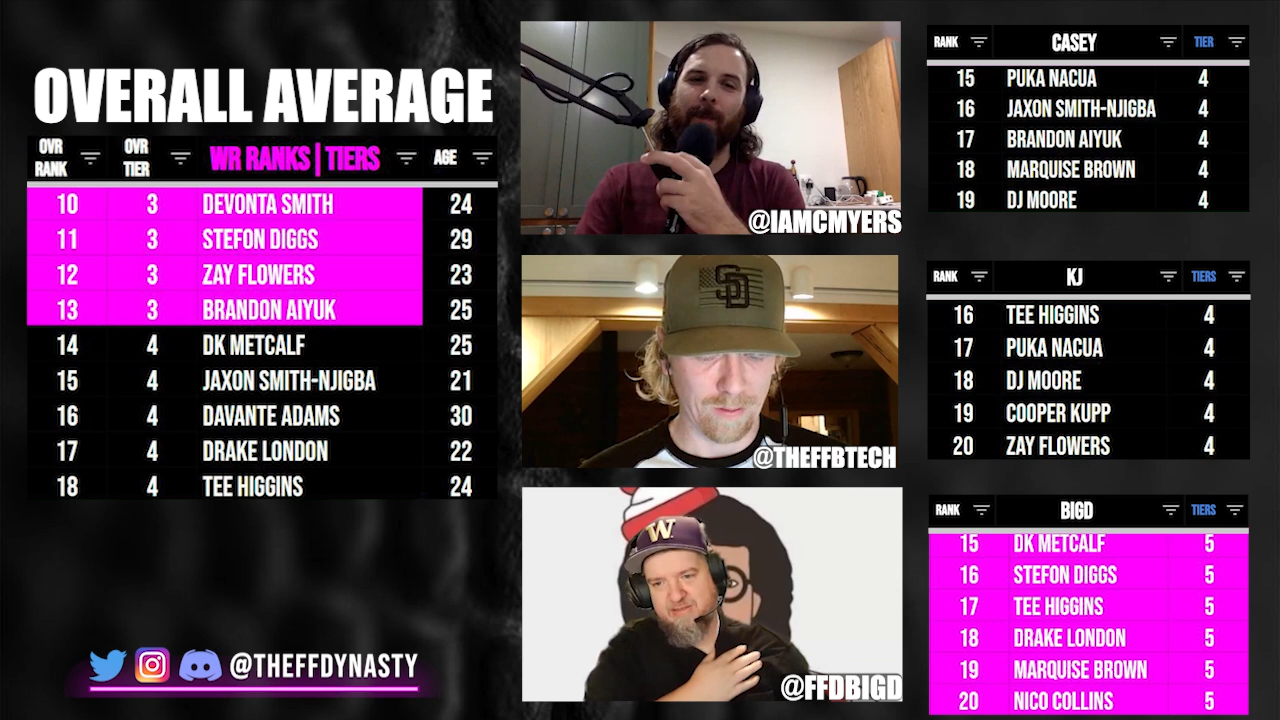 OVERALL AVERAGE
OVR RANK OVR TIER WR RANKS | TIERS AGE
10 3 DEVONTA SMITH 24
11 3 STEFON DIGGS 29
12 3 ZAY FLOWERS 23
13 3 BRANDON AIYUK 25
14 4 DK METCALF 25
15 4 JAXON SMITH-NJIGBA 21
16 4 DAVANTE ADAMS 30
17 4 DRAKE LONDON 22
18 4 TEE HIGGINS 24
@THEFFDYNASTY
@IAMCMYERS
SD
@THEFFBTECH
W
@FFDBIGD
RANK CASEY TIER
15 PUKA NACUA 4
16 JAXON SMITH-NJIGBA 4
17 BRANDON AIYUK 4
18 MARQUISE BROWN 4
19 DJ MOORE 4
RANK KJ TIERS
16 TEE HIGGINS 4
17 PUKA NACUA 4
18 DJ MOORE 4
19 COOPER KUPP 4
20 ZAY FLOWERS 4
RANK BIGD TIERS
15 DK METCALF 5
16 STEFON DIGGS 5
17 TEE HIGGINS 5
18 DRAKE LONDON 5
19 MARQUISE BROWN 5
20 NICO COLLINS 5